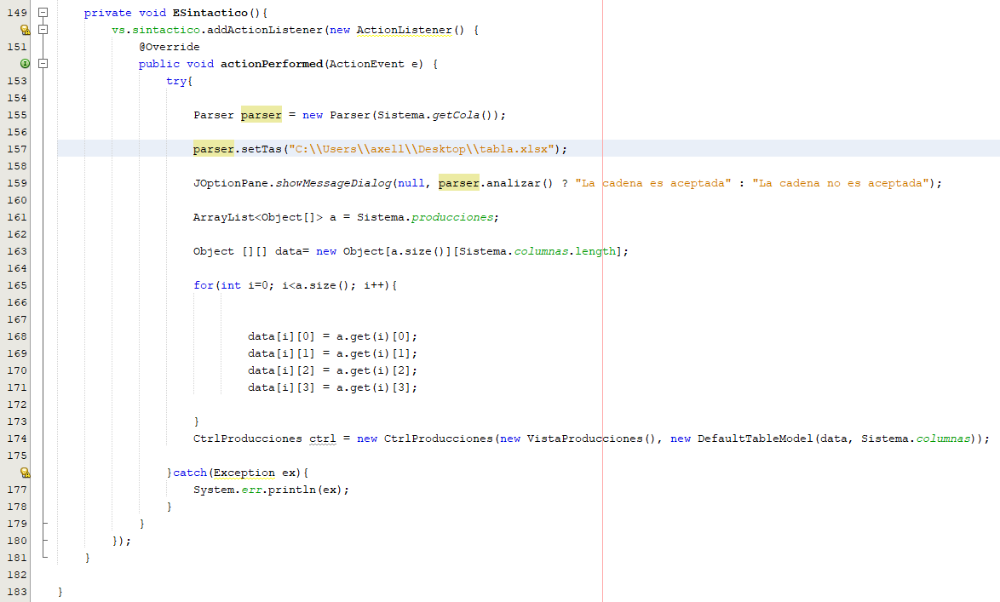 149 private void ESintactico(){
vs.sintactico.addActionListener(new ActionListener() {
151 @Override
public void actionPerformed(ActionEvent e) {
153 try{
154
155 Parser parser = new Parser(Sistema.getCola());
156
157 parser.setTas("C:\\Users\\axell\\Desktop\\tabla.xlsx");
158
159 JOptionPane.showMessageDialog(null, parser.analizar() ? "La cadena es aceptada" : "La cadena no es aceptada");
160
161 ArrayList<Object[]> a = Sistema.producciones;
162
163 Object [][] data= new Object[a.size()][Sistema.columnas.length];
164
165 for(int i=0; i<a.size(); i++){
166
167
168 data[i][0] = a.get(i)[0];
169 data[i][1] = a.get(i)[1];
170 data[i][2] = a.get(i)[2];
171 data[i][3] = a.get(i)[3];
172
173 }
174 CtrlProducciones ctrl = new CtrlProducciones(new VistaProducciones(), new DefaultTableModel(data, Sistema.columnas));
175
}catch(Exception ex){
177 System.err.println(ex);
178 }
179 }
180 });
181 }
182
183 }